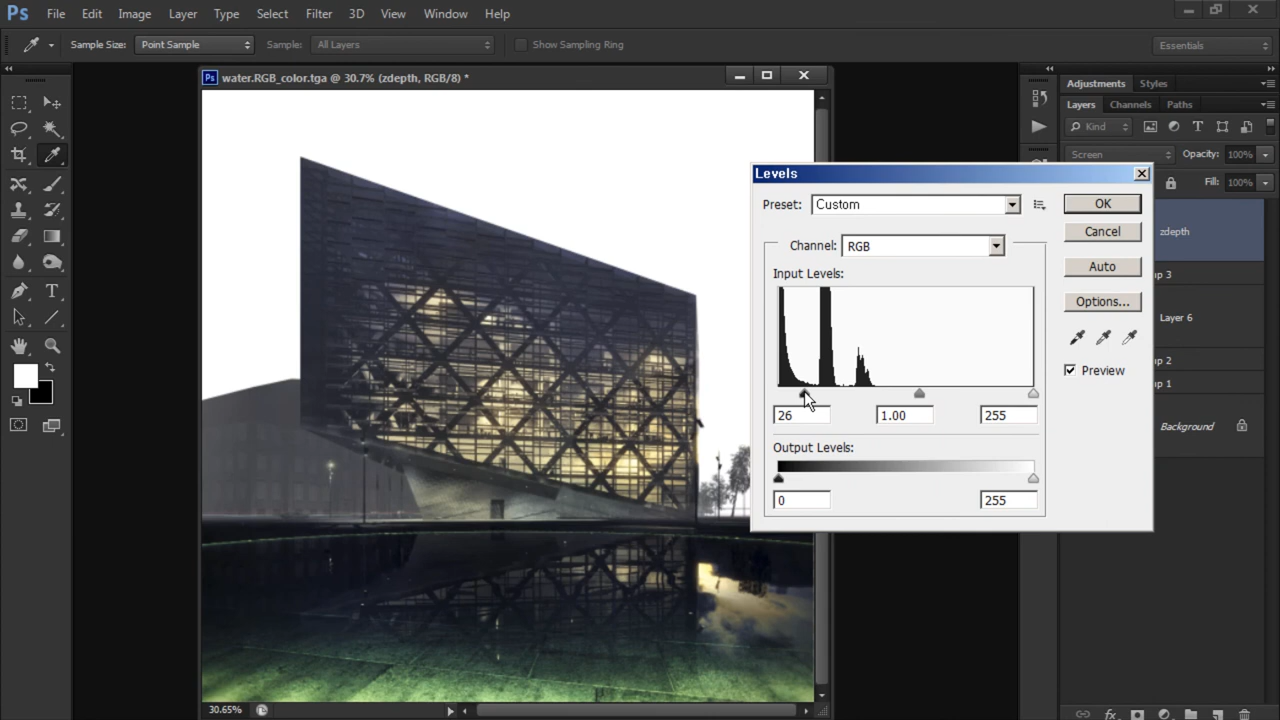 Ps File Edit Image Layer Type Select Filter 3D View Window Help
Sample Size: Point Sample Sample: All Layers Show Sampling Ring Essentials
Ps water.RGB_color.tga @ 30.7% (zdepth, RGB/8) *
Adjustments Styles
Layers Channels Paths
Kind
Screen Opacity: 100%
Fill: 100%
Levels
Preset: Custom OK
Cancel
Channel: RGB
Auto
Input Levels:
Options...
Preview
26 1.00 255
Output Levels:
0 255
zdepth
Layer 6
Background
30.65%